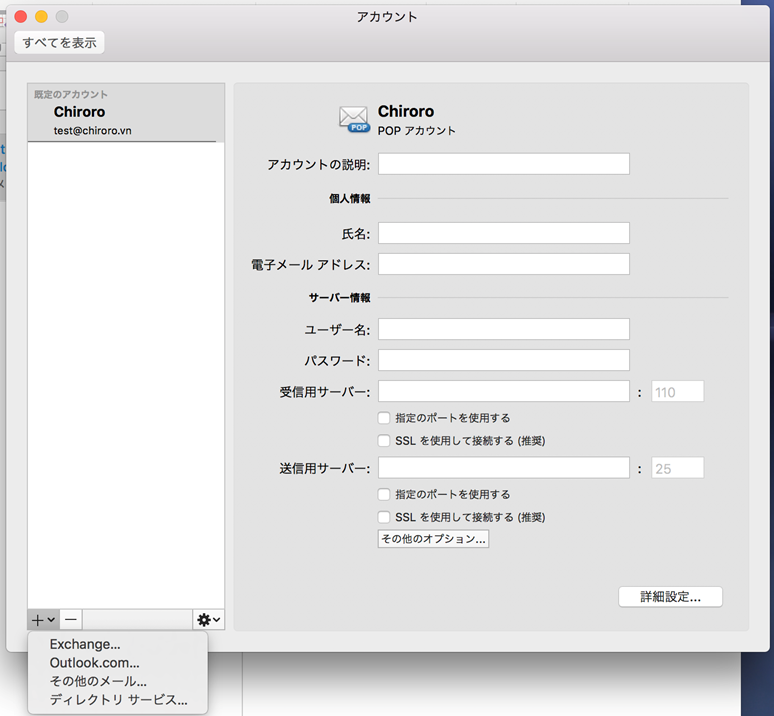 アカウント
すべてを表示
既定のアカウント
Chiroro
test@chiroro.vn
POP
Chiroro
POP アカウント
アカウントの説明:
個人情報
氏名:
電子メール アドレス:
サーバー情報
ユーザー名:
パスワード:
受信用サーバー: : 110
指定のポートを使用する
SSL を使用して接続する (推奨)
送信用サーバー: : 25
指定のポートを使用する
SSL を使用して接続する (推奨)
その他のオプション...
詳細設定...
Exchange...
Outlook.com...
その他のメール...
ディレクトリ サービス...